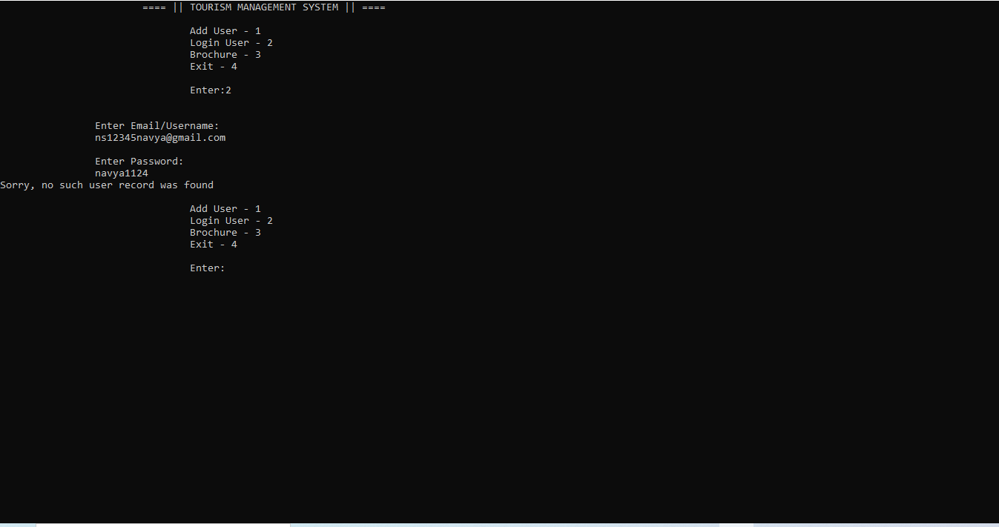 ==== || TOURISM MANAGEMENT SYSTEM || ====
Add User - 1
Login User - 2
Brochure - 3
Exit - 4
Enter:2
Enter Email/Username:
ns12345navya@gmail.com
Enter Password:
navya1124
Sorry, no such user record was found
Add User - 1
Login User - 2
Brochure - 3
Exit - 4
Enter: